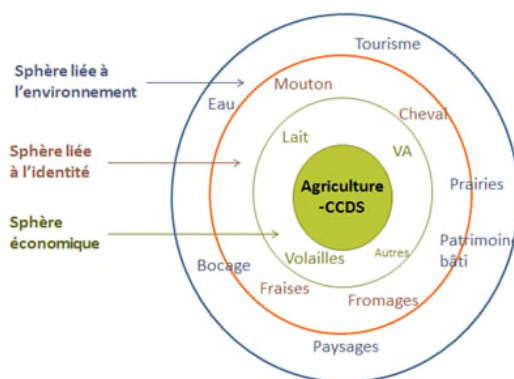 Tourisme
Sphère liée à
l'environnement
Mouton
Eau
Cheval
Lait
Sphère liée
à l'identité
VA
Agriculture
-CCDS
Prairies
Sphère
économique
Patrimoine
bâti
Volailles
Autres
Bocage
Fraises
Fromages
Paysages